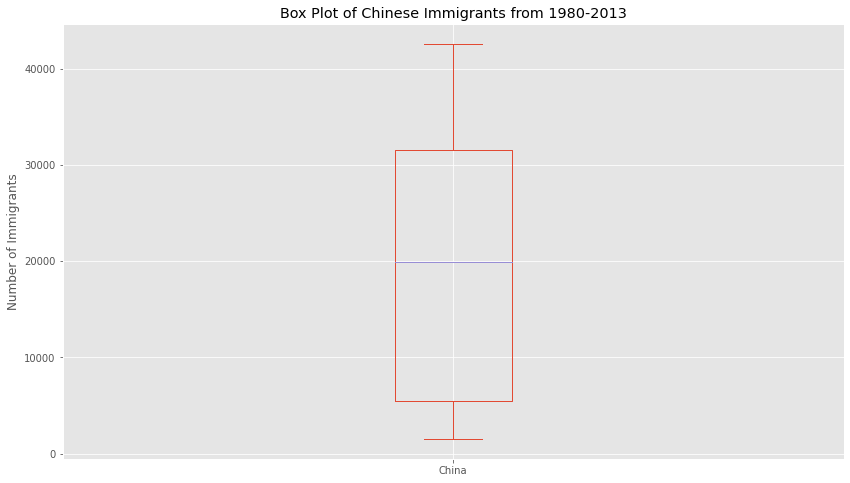 Box Plot of Chinese Immigrants from 1980-2013
Number of Immigrants
40000
30000
20000
10000
0
China